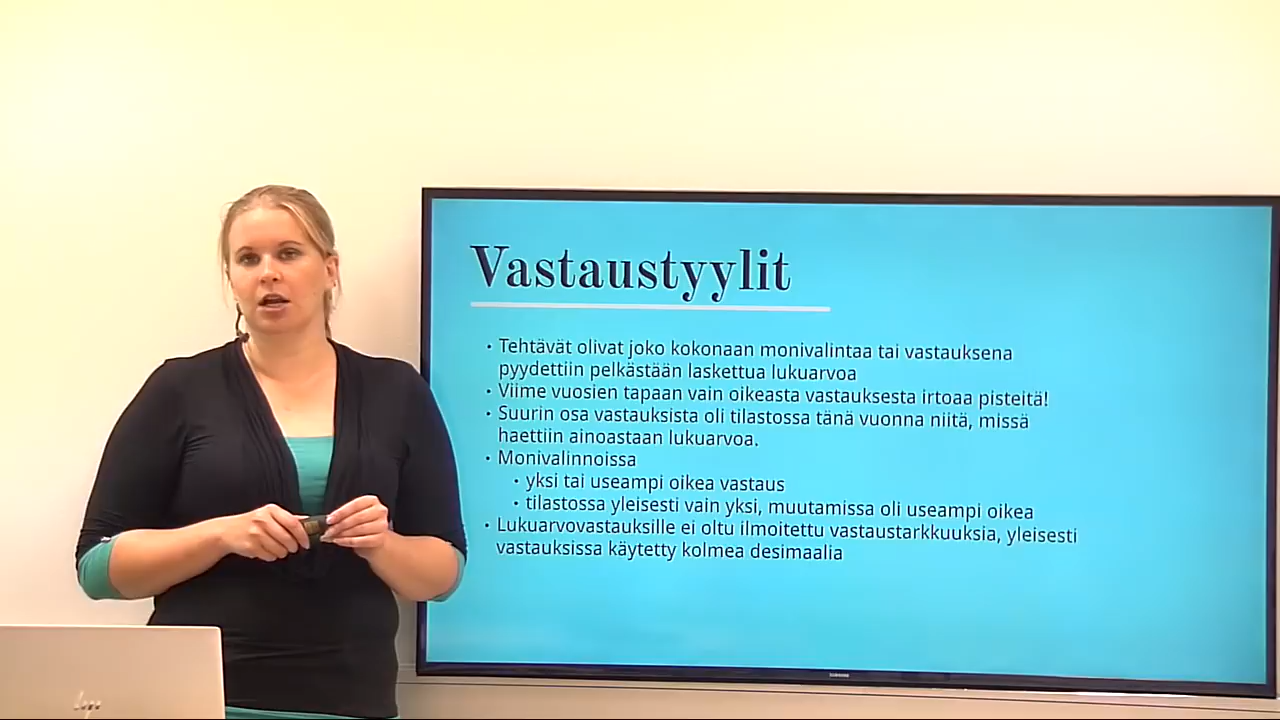 Vastaustyylit
• Tehtävät olivat joko kokonaan monivalintaa tai vastauksena
pyydettiin pelkästään laskettua lukuarvoa
• Viime vuosien tapaan vain oikeasta vastauksesta irtoaa pisteitä!
• Suurin osa vastauksista oli tilastossa tänä vuonna niitä, missä
haettiin ainoastaan lukuarvoa.
• Monivalinnoissa
• yksi tai useampi oikea vastaus
• tilastossa yleisesti vain yksi, muutamissa oli useampi oikea
• Lukuarvovastauksille ei oltu ilmoitettu vastaustarkkuuksia, yleisesti
vastauksissa käytetty kolmea desimaalia
SAMSUNG
hp